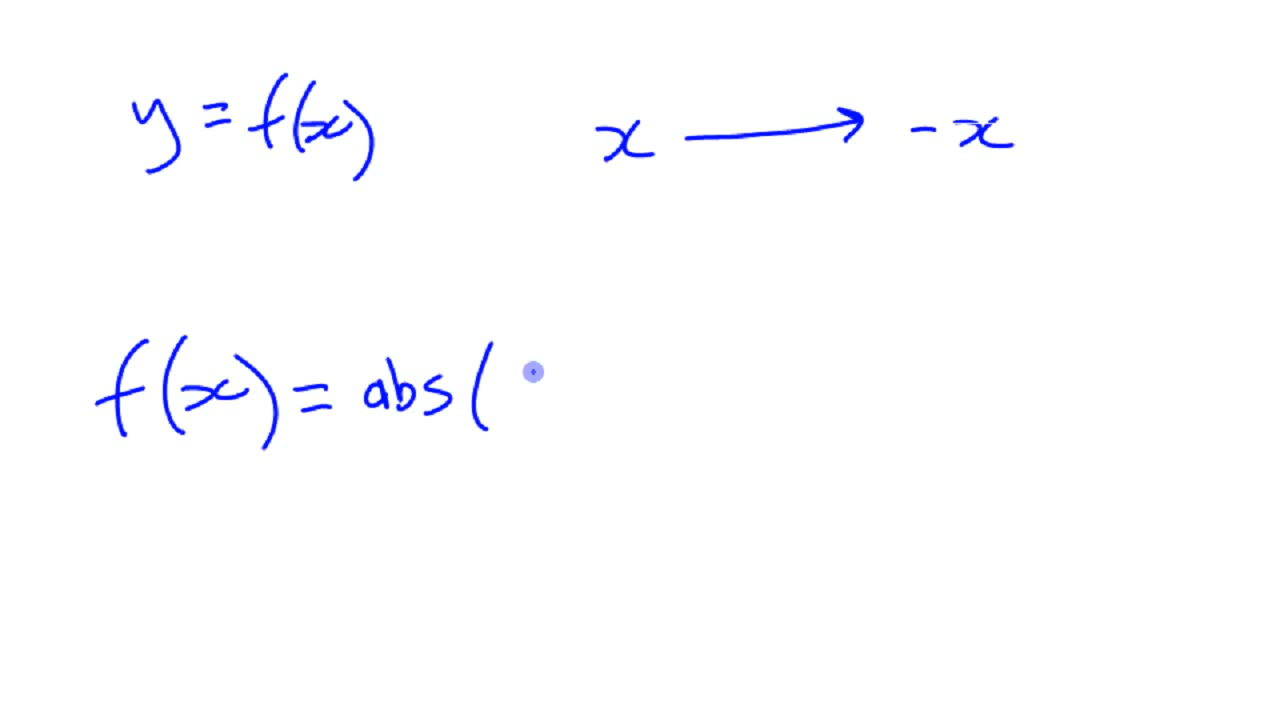 y = f(x) x ⟶ -x
f(x) = abs(